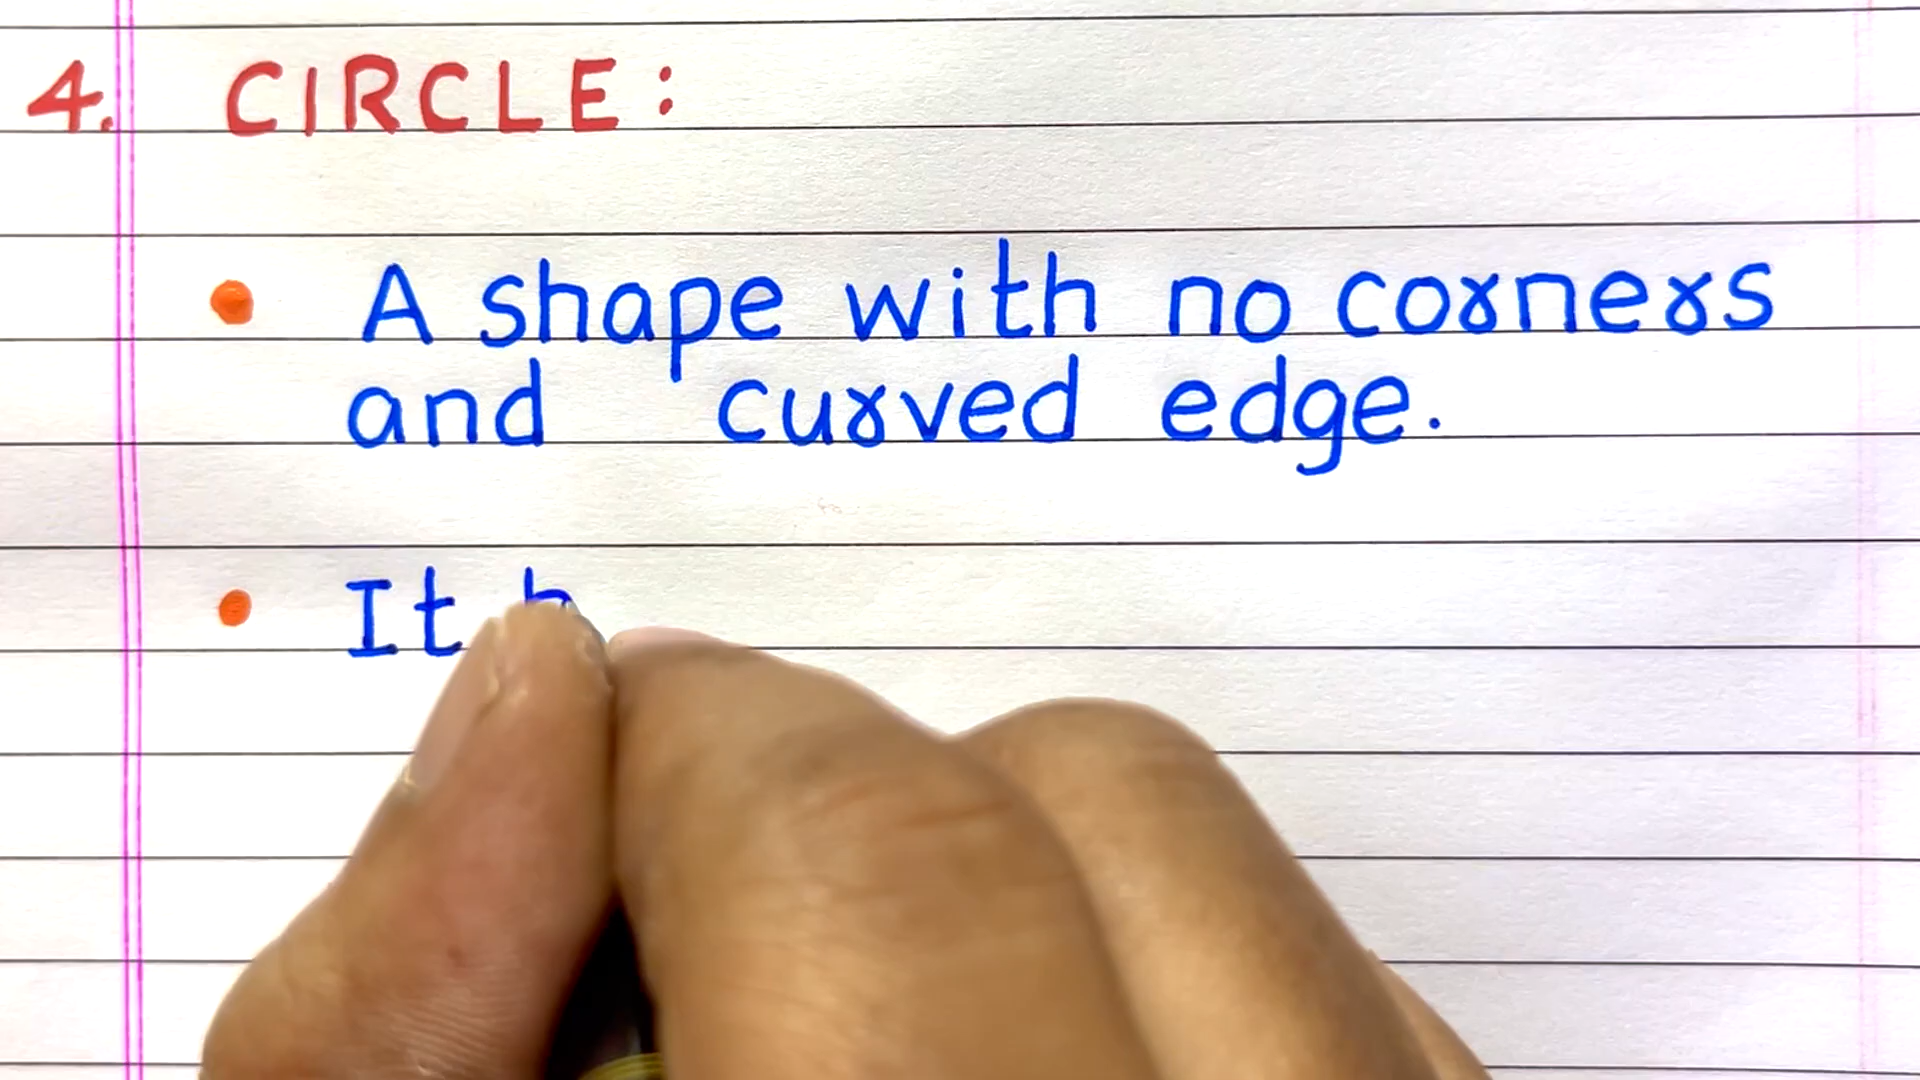 4. CIRCLE:
• A shape with no corners
and curved edge.
• It